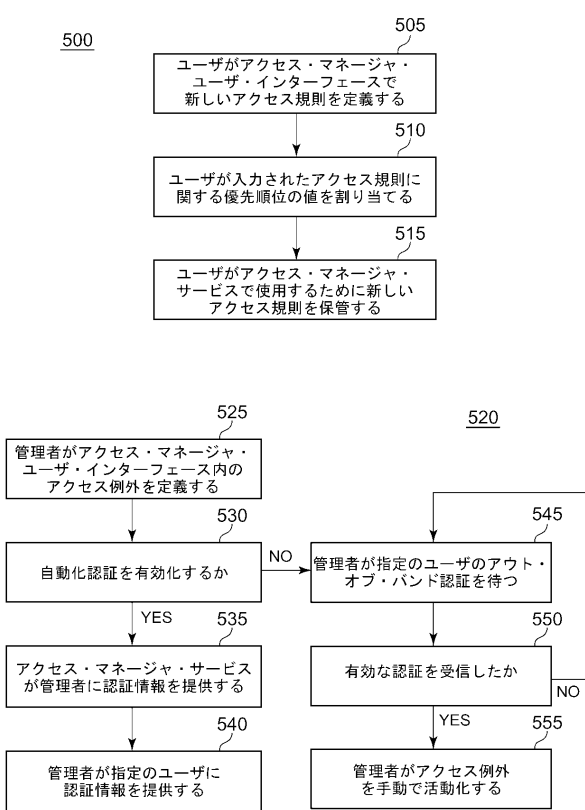 500
505
ユーザがアクセス・マネージャ・
ユーザ・インターフェースで
新しいアクセス規則を定義する
510
ユーザが入力されたアクセス規則に
関する優先順位の値を割り当てる
515
ユーザがアクセス・マネージャ・
サービスで使用するために新しい
アクセス規則を保管する
520
525
管理者がアクセス・マネージャ・
ユーザ・インターフェース内の
アクセス例外を定義する
530
自動化認証を有効化するか
NO
YES
535
アクセス・マネージャ・サービス
が管理者に認証情報を提供する
540
管理者が指定のユーザに
認証情報を提供する
545
管理者が指定のユーザのアウト・
オブ・バンド認証を待つ
550
有効な認証を受信したか
NO
YES
555
管理者がアクセス例外
を手動で活動化する